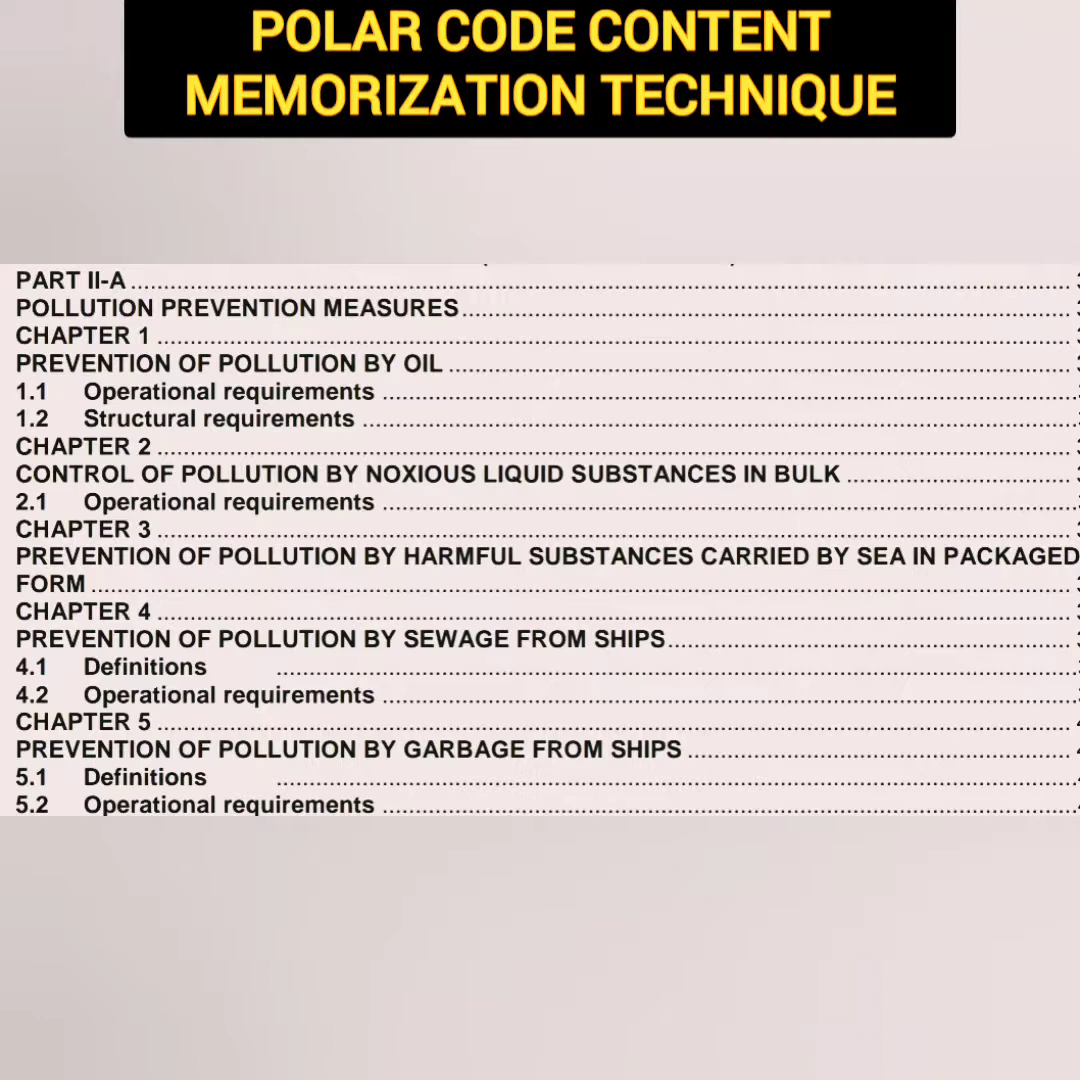 POLAR CODE CONTENT
MEMORIZATION TECHNIQUE
PART II-A
POLLUTION PREVENTION MEASURES
CHAPTER 1
PREVENTION OF POLLUTION BY OIL
1.1 Operational requirements
1.2 Structural requirements
CHAPTER 2
CONTROL OF POLLUTION BY NOXIOUS LIQUID SUBSTANCES IN BULK
2.1 Operational requirements
CHAPTER 3
PREVENTION OF POLLUTION BY HARMFUL SUBSTANCES CARRIED BY SEA IN PACKAGED
FORM
CHAPTER 4
PREVENTION OF POLLUTION BY SEWAGE FROM SHIPS
4.1 Definitions
4.2 Operational requirements
CHAPTER 5
PREVENTION OF POLLUTION BY GARBAGE FROM SHIPS
5.1 Definitions
5.2 Operational requirements